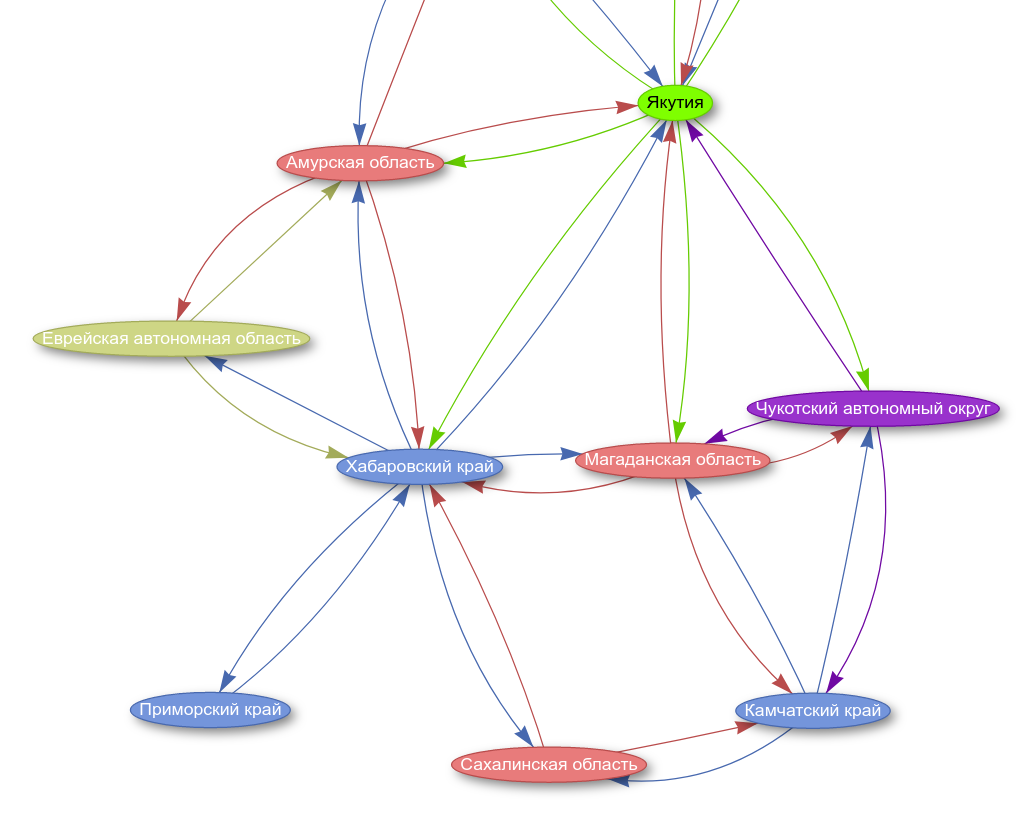 Якутия
Амурская область
Еврейская автономная область
Чукотский автономный округ
Хабаровский край
Магаданская область
Приморский край
Камчатский край
Сахалинская область